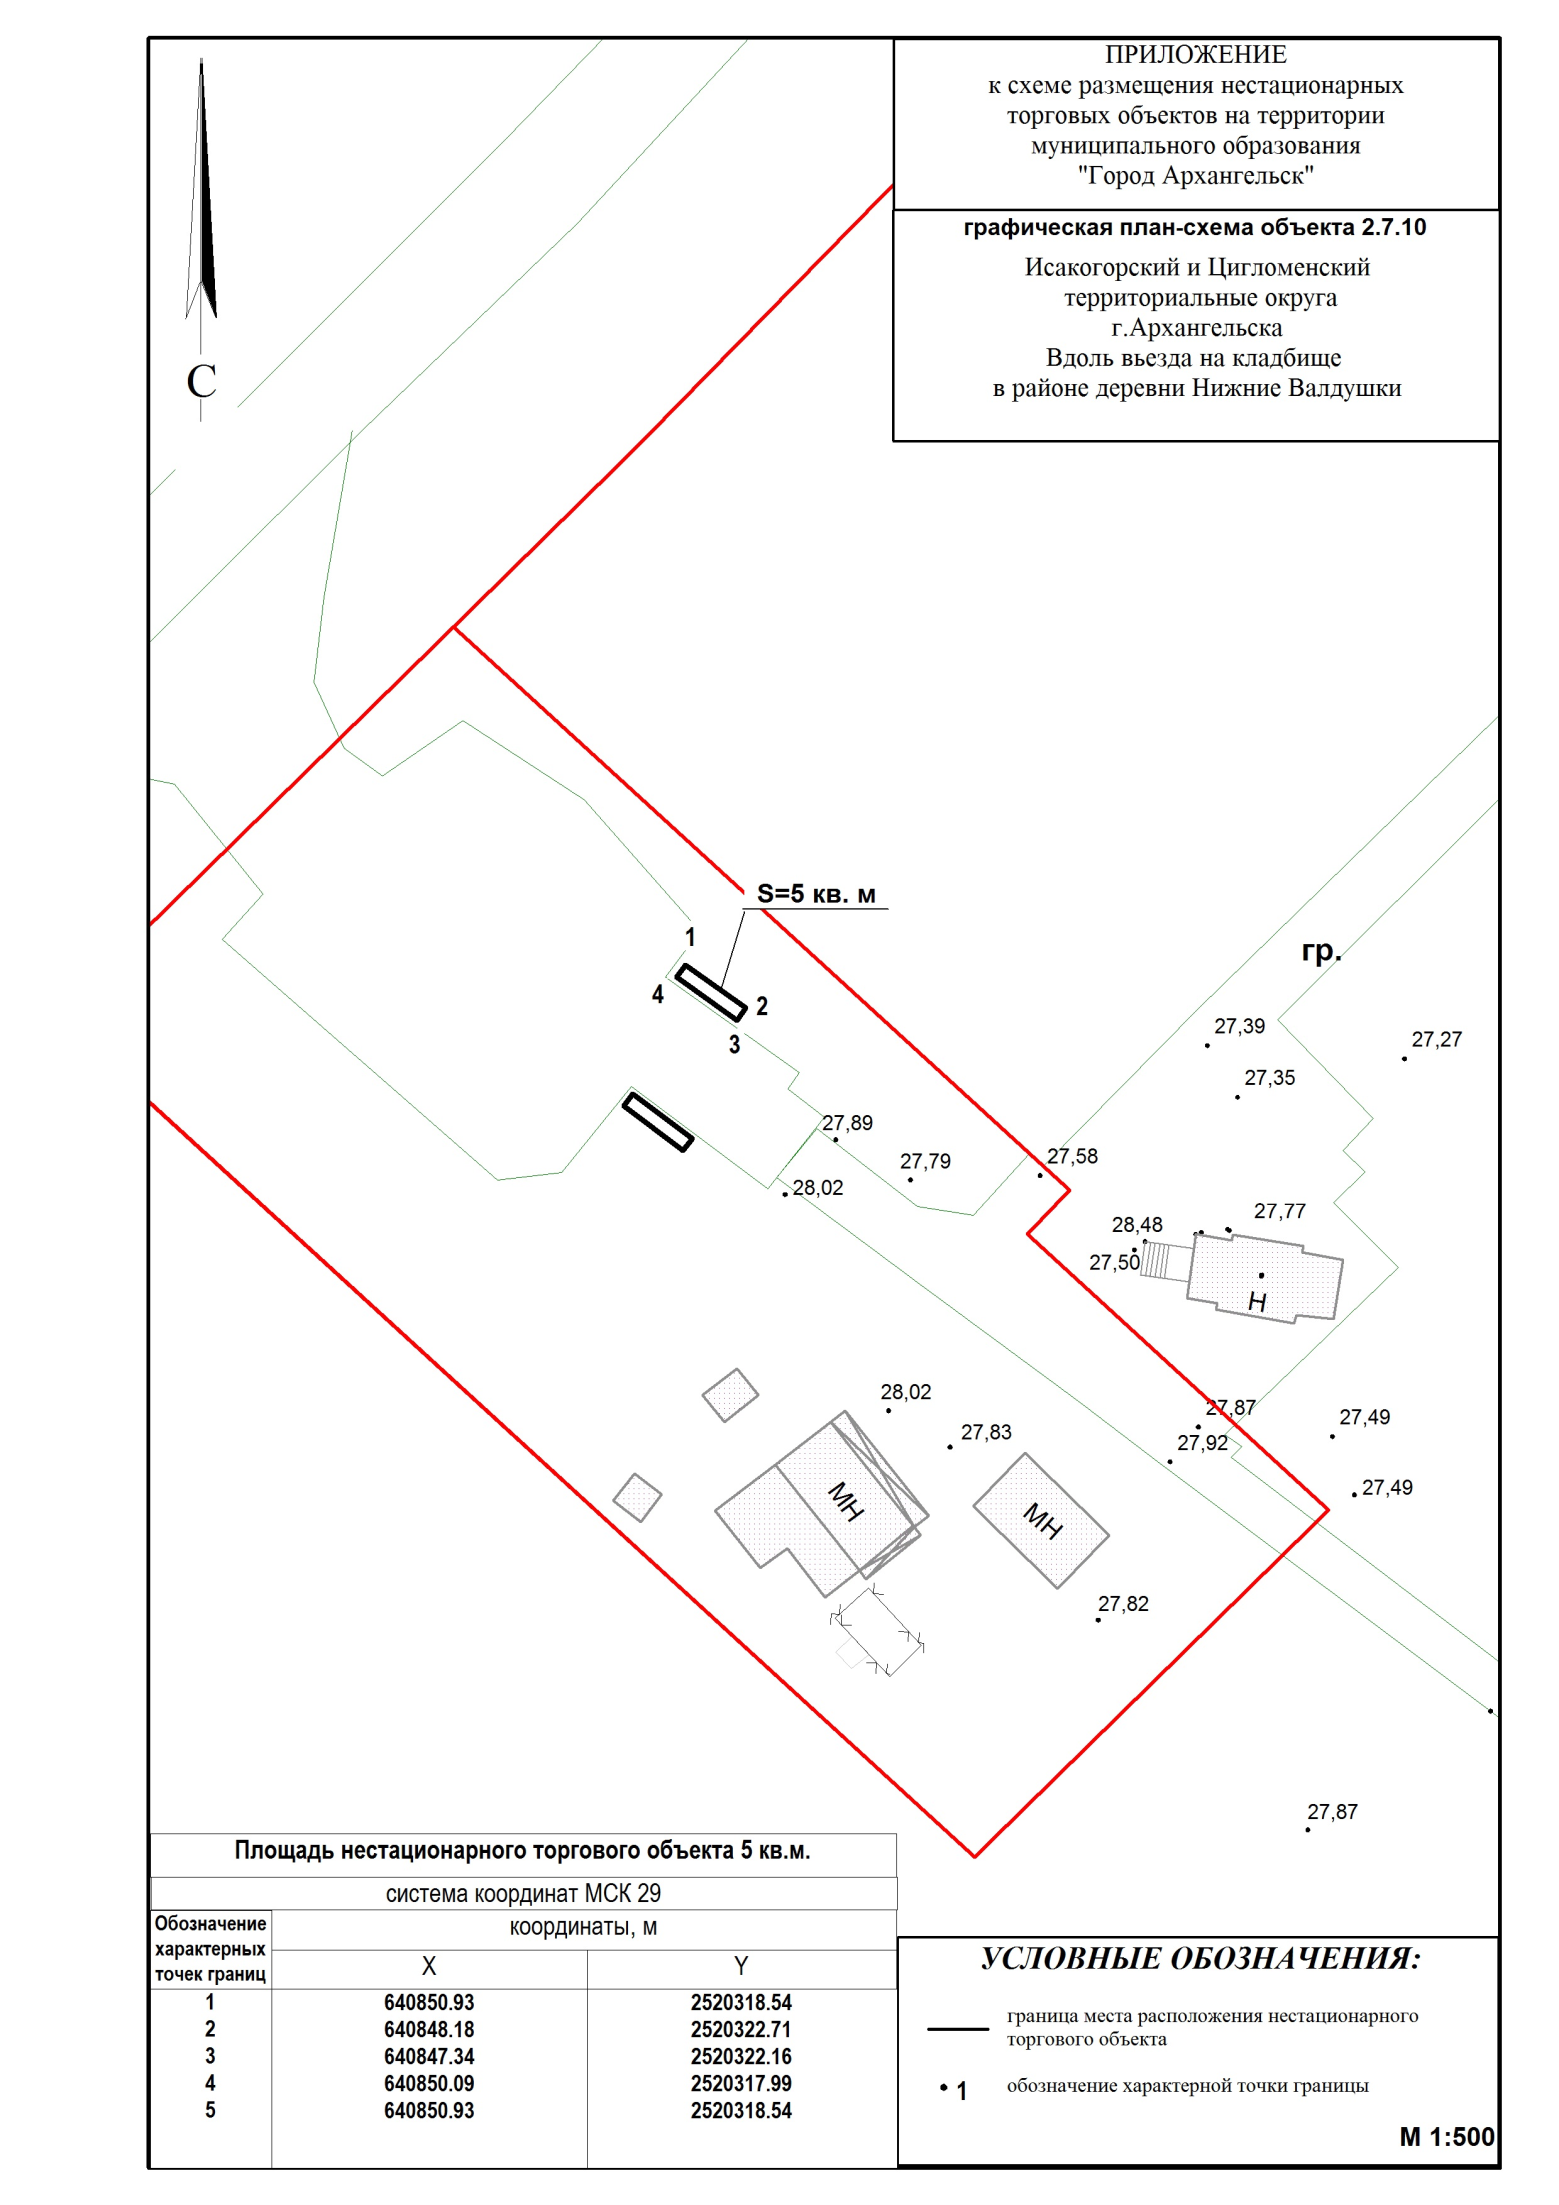 ПРИЛОЖЕНИЕ
к схеме размещения нестационарных
торговых объектов на территории
муниципального образования
"Город Архангельск"
графическая план-схема объекта 2.7.10
Исакогорский и Цигломенский
территориальные округа
г.Архангельска
Вдоль вьезда на кладбище
в районе деревни Нижние Валдушки
С
S=5 кв. м
1
гр.
4
2
3
27,39
27,27
27,35
27,89
27,58
27,79
28,02
27,77
28,48
27,50
Н
28,02
27,87
27,49
27,83
27,92
27,49
МН
МН
27,82
27,87
Площадь нестационарного торгового объекта 5 кв.м.
система координат МСК 29
Обозначение
характерных
точек границ
координаты, м
X Y
1 640850.93 2520318.54
2 640848.18 2520322.71
3 640847.34 2520322.16
4 640850.09 2520317.99
5 640850.93 2520318.54
УСЛОВНЫЕ ОБОЗНАЧЕНИЯ:
граница места расположения нестационарного
торгового объекта
1 обозначение характерной точки границы
М 1:500